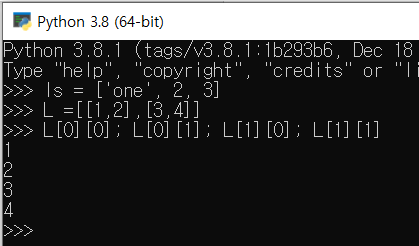 Python 3.8 (64-bit)
Python 3.8.1 (tags/v3.8.1:1b293b6, Dec 18
Type "help", "copyright", "credits" or "li
>>> ls = ['one', 2, 3]
>>> L =[[1,2],[3,4]]
>>> L[0][0]; L[0][1]; L[1][0]; L[1][1]
1
2
3
4
>>>